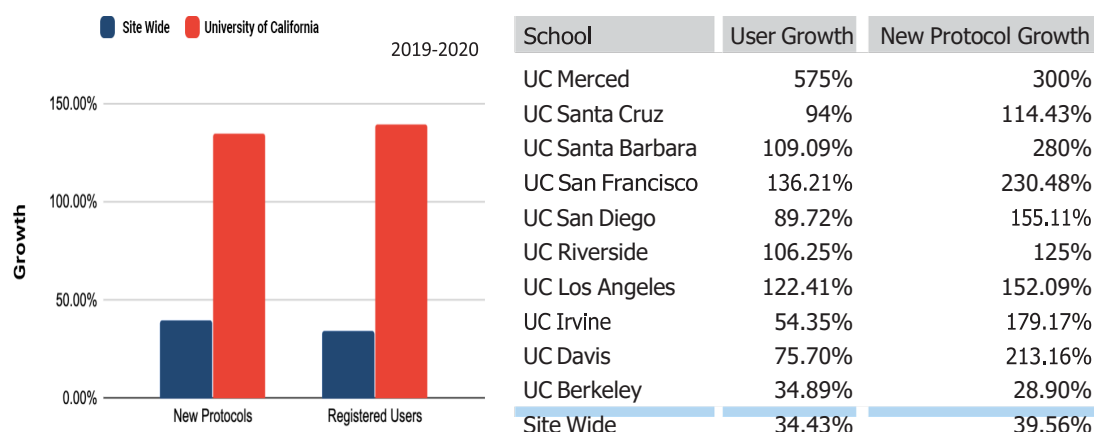 Site Wide University of California
2019-2020
150.00%
100.00%
50.00%
0.00%
Growth
New Protocols Registered Users
School User Growth New Protocol Growth
UC Merced 575% 300%
UC Santa Cruz 94% 114.43%
UC Santa Barbara 109.09% 280%
UC San Francisco 136.21% 230.48%
UC San Diego 89.72% 155.11%
UC Riverside 106.25% 125%
UC Los Angeles 122.41% 152.09%
UC Irvine 54.35% 179.17%
UC Davis 75.70% 213.16%
UC Berkeley 34.89% 28.90%
Site Wide 34.43% 39.56%